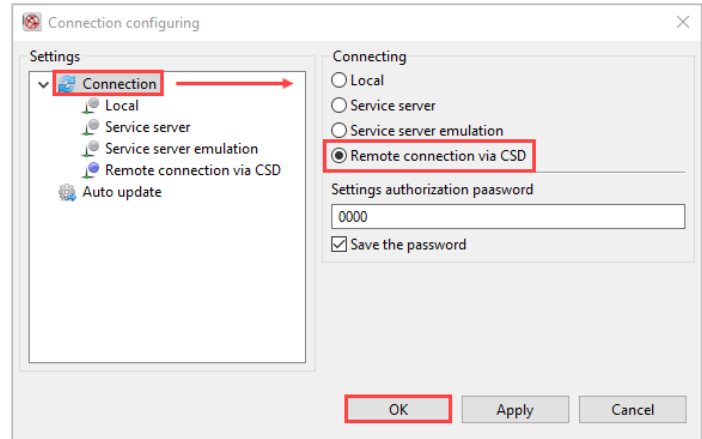 Connection configuring
Settings
Connection
Local
Service server
Service server emulation
Remote connection via CSD
Auto update
Connecting
Local
Service server
Service server emulation
Remote connection via CSD
Settings authorization paasword
0000
Save the password
OK
Apply
Cancel